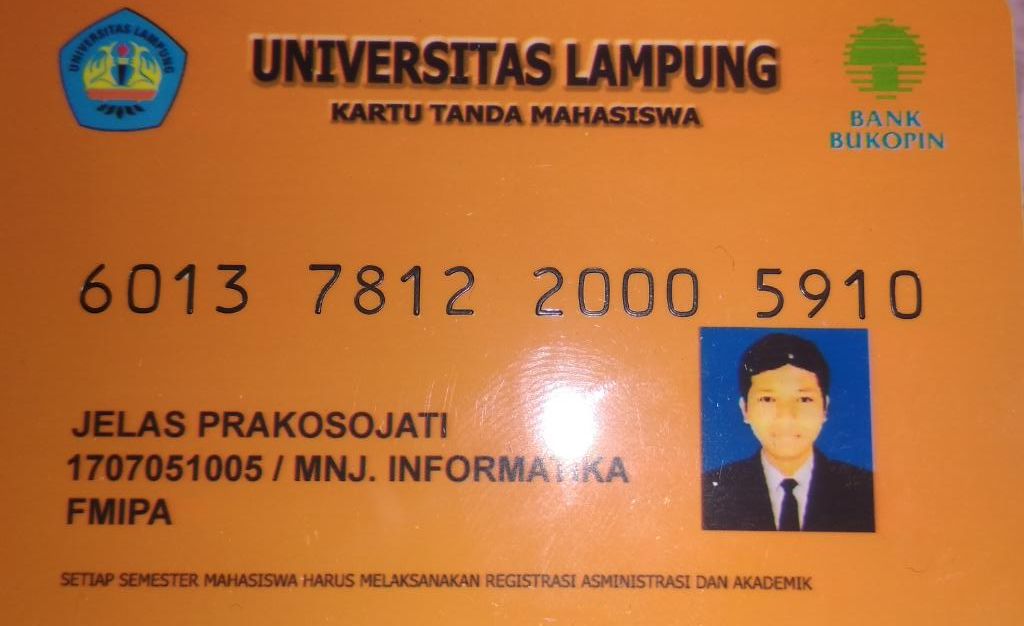 UNIVERSITAS LAMPUNG
UNIVERSITAS LAMPUNG
KARTU TANDA MAHASISWA
BANK
BUKOPIN
6013 7812 2000 5910
JELAS PRAKOSOJATI
1707051005 / MNJ. INFORMATIKA
FMIPA
SETIAP SEMESTER MAHASISWA HARUS MELAKSANAKAN REGISTRASI ASMINISTRASI DAN AKADEMIK